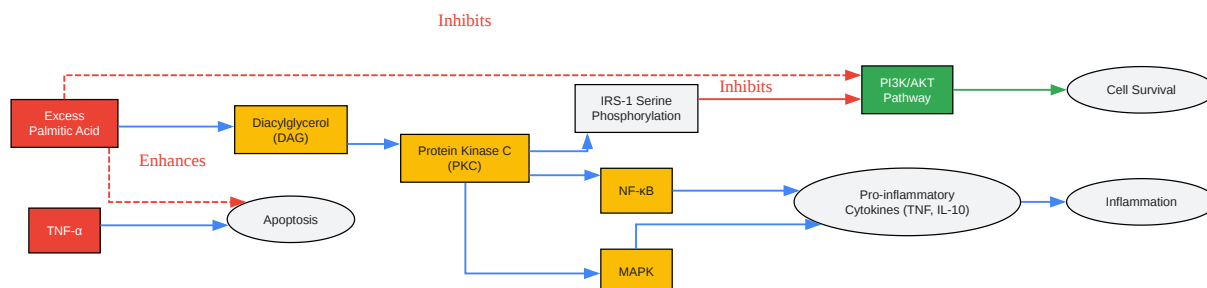 Inhibits
Excess
Palmitic Acid
Diacylglycerol
(DAG)
Protein Kinase C
(PKC)
IRS-1 Serine
Phosphorylation
Inhibits
PI3K/AKT
Pathway
Cell Survival
Enhances
TNF-α
Apoptosis
NF-κB
MAPK
Pro-inflammatory
Cytokines (TNF, IL-10)
Inflammation